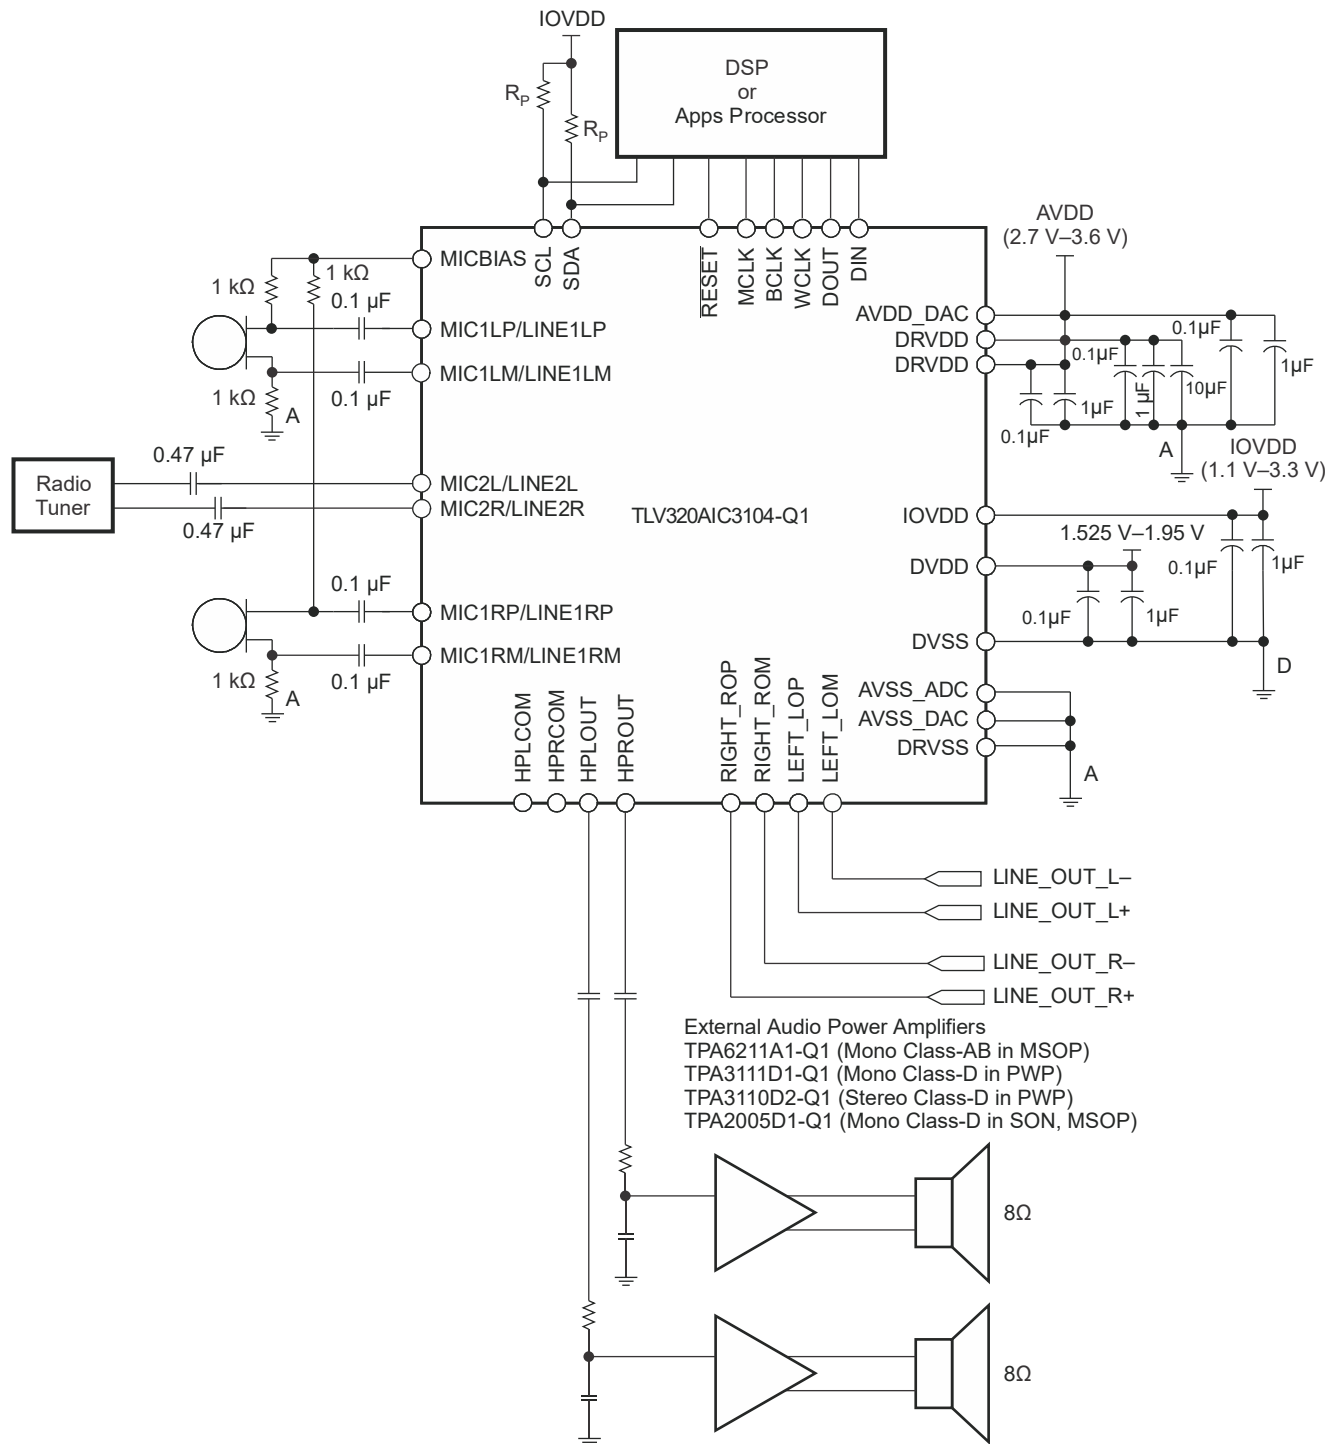 IOVDD
DSP
or
Apps Processor
RP
RP
AVDD
(2.7 V–3.6 V)
MICBIAS
SCL
SDA
RESET
MCLK
BCLK
WCLK
DOUT
DIN
1 kΩ
1 kΩ
0.1 µF
MIC1LP/LINE1LP
AVDD_DAC
DRVDD
DRVDD
0.1µF
0.1µF
1µF
MIC1LM/LINE1LM
1 kΩ
A
0.1 µF
0.1µF
1µF
1 µF
10µF
A
IOVDD
(1.1 V–3.3 V)
Radio
Tuner
0.47 µF
0.47 µF
MIC2L/LINE2L
MIC2R/LINE2R
TLV320AIC3104-Q1
IOVDD
1.525 V–1.95 V
DVDD
0.1µF
1µF
0.1µF
1µF
0.1 µF
MIC1RP/LINE1RP
DVSS
MIC1RM/LINE1RM
1 kΩ
A
0.1 µF
D
AVSS_ADC
AVSS_DAC
DRVSS
A
HPLCOM
HPRCOM
HPLOUT
HPROUT
RIGHT_ROP
RIGHT_ROM
LEFT_LOP
LEFT_LOM
LINE_OUT_L–
LINE_OUT_L+
LINE_OUT_R–
LINE_OUT_R+
External Audio Power Amplifiers
TPA6211A1-Q1 (Mono Class-AB in MSOP)
TPA3111D1-Q1 (Mono Class-D in PWP)
TPA3110D2-Q1 (Stereo Class-D in PWP)
TPA2005D1-Q1 (Mono Class-D in SON, MSOP)
8Ω
8Ω